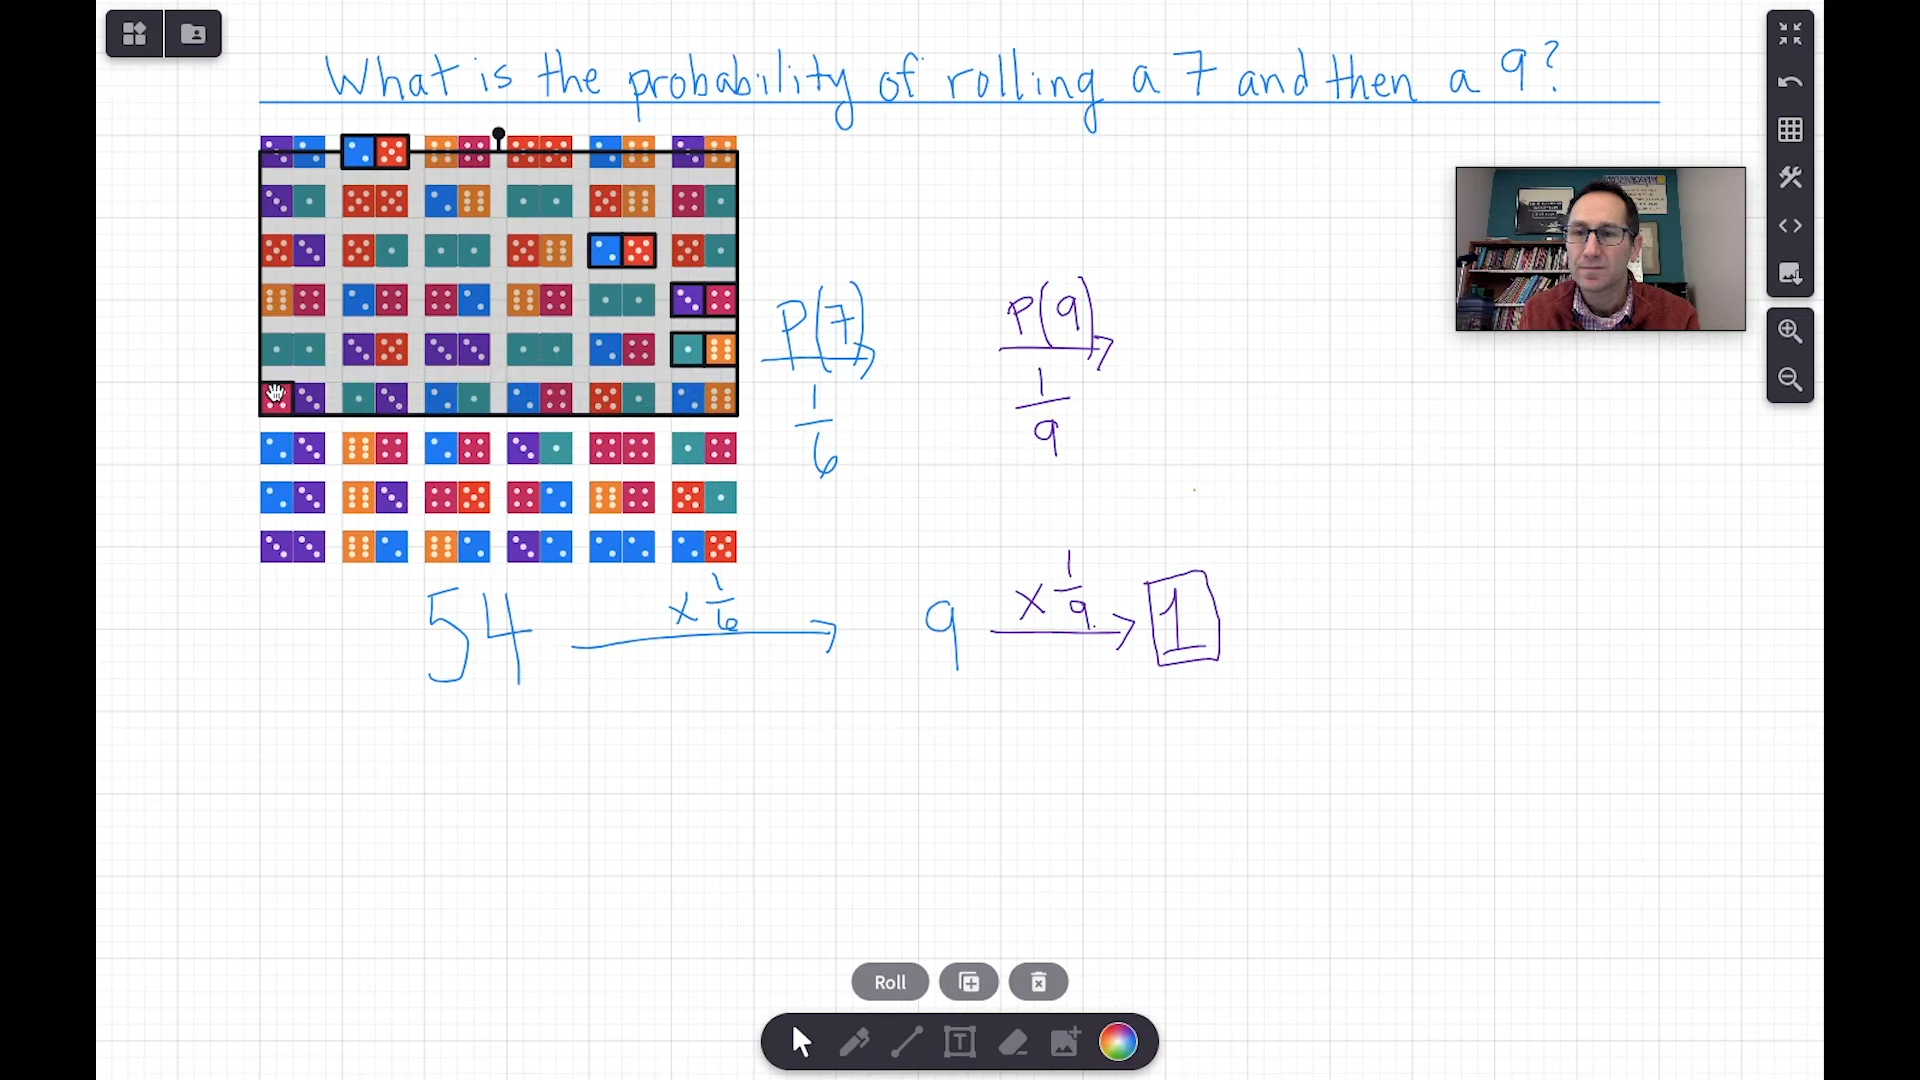 What is the probability of rolling a 7 and then a 9?
P(7)
1
6
P(9)
1
9
54
x 1
6
9
x 1
9
1
Roll